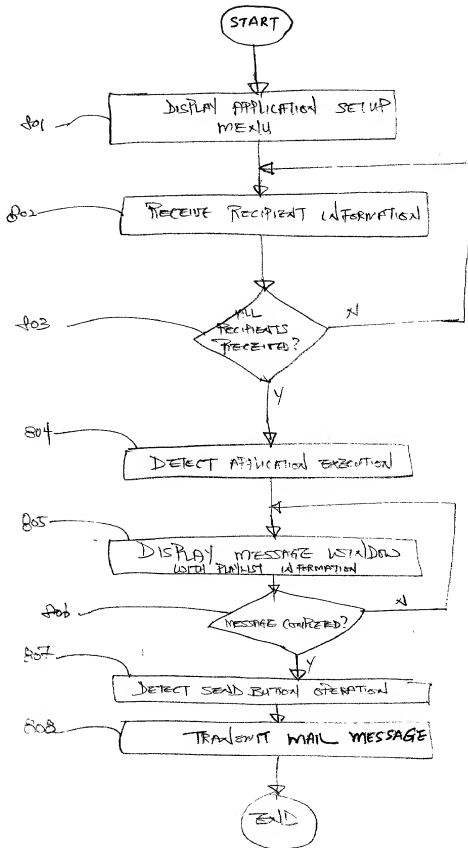 START
801
DISPLAY APPLICATION SETUP
MENU
802
RECEIVE RECIPIENT INFORMATION
803
ALL
RECIPIENTS
RECEIVED?
N
Y
804
DETECT APPLICATION EXECUTION
805
DISPLAY MESSAGE WINDOW
WITH PLAYLIST INFORMATION
806
MESSAGE COMPLETED?
N
Y
807
DETECT SEND BUTTON OPERATION
808
TRANSMIT MAIL MESSAGE
END